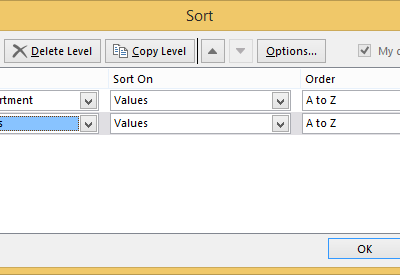 Sort
Delete Level Copy Level Options... My d
Sort On Order
rtment Values A to Z
s Values A to Z
OK